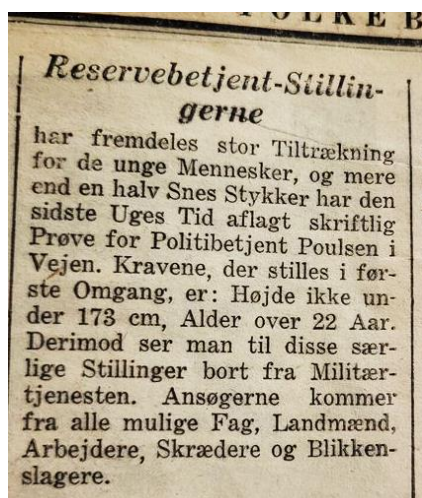 FOLKEB
Reservebetjent-Stillin-
gerne
har fremdeles stor Tiltrækning
for de unge Mennesker, og mere
end en halv Snes Stykker har den
sidste Uges Tid aflagt skriftlig
Prøve for Politibetjent Poulsen i
Vejen. Kravene, der stilles i før-
ste Omgang, er: Højde ikke un-
der 173 cm, Alder over 22 Aar.
Derimod ser man til disse sær-
lige Stillinger bort fra Militær-
tjenesten. Ansøgerne kommer
fra alle mulige Fag, Landmænd,
Arbejdere, Skrædere og Blikken-
slagere.